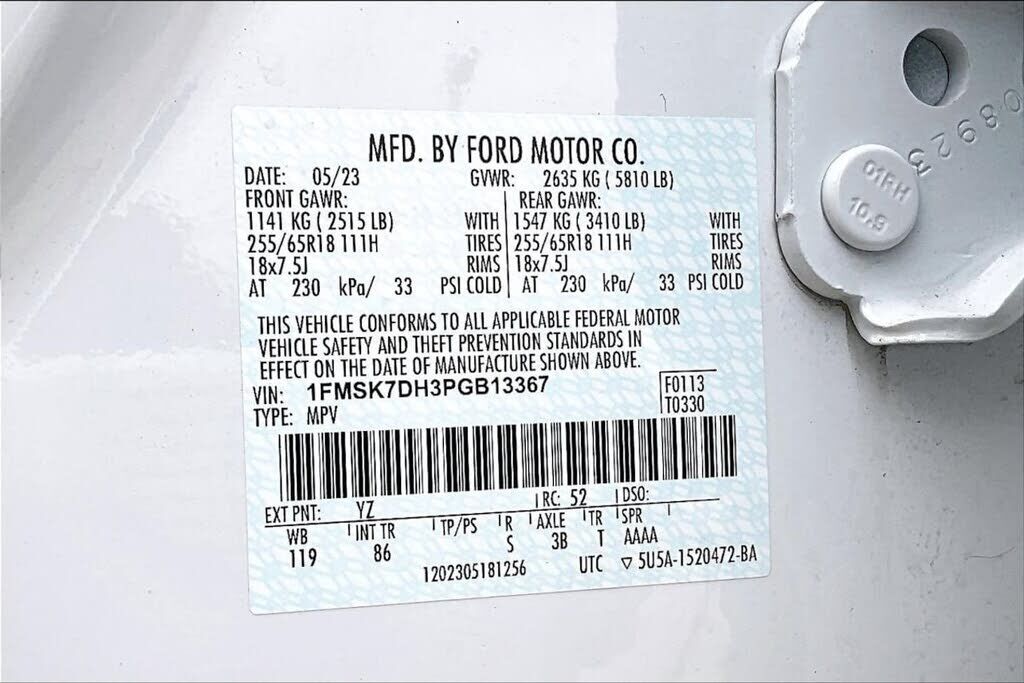 MFD. BY FORD MOTOR CO.
DATE: 05/23 GVWR: 2635 KG ( 5810 LB)
FRONT GAWR: REAR GAWR:
1141 KG ( 2515 LB) WITH 1547 KG ( 3410 LB) WITH
255/65R18 111H TIRES 255/65R18 111H TIRES
18x7.5J RIMS 18x7.5J RIMS
AT 230 kPa/ 33 PSI COLD AT 230 kPa/ 33 PSI COLD
THIS VEHICLE CONFORMS TO ALL APPLICABLE FEDERAL MOTOR
VEHICLE SAFETY AND THEFT PREVENTION STANDARDS IN
EFFECT ON THE DATE OF MANUFACTURE SHOWN ABOVE.
VIN: 1FMSK7DH3PGB13367 F0113
TYPE: MPV T0330
EXT PNT: YZ RC: 52 DSO:
WB INT TR TP/PS R AXLE TR SPR
119 86 S 3B T AAAA
1202305181256 UTC ▽ 5U5A-1520472-BA
08923
01RH
10.9